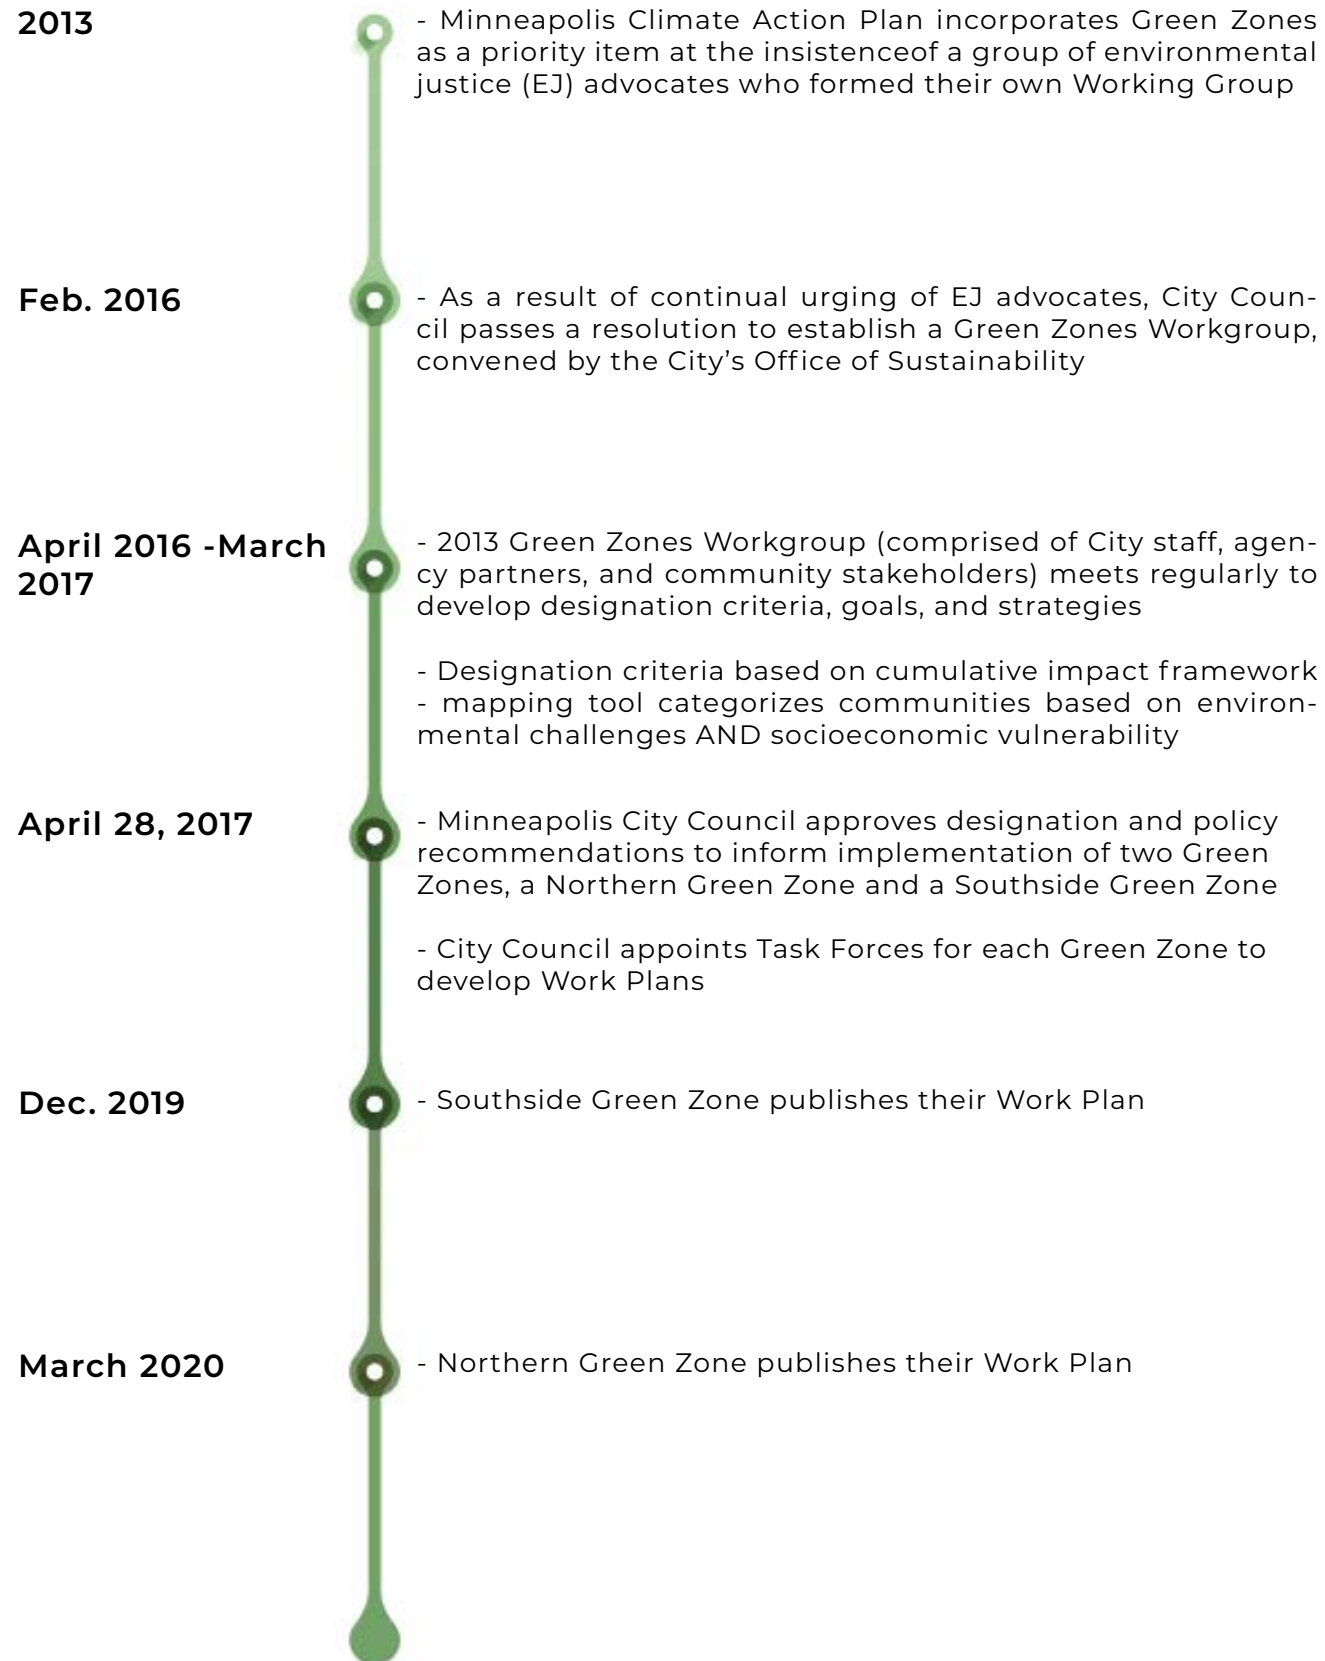 2013
- Minneapolis Climate Action Plan incorporates Green Zones
as a priority item at the insistenceof a group of environmental
justice (EJ) advocates who formed their own Working Group
Feb. 2016
- As a result of continual urging of EJ advocates, City Coun-
cil passes a resolution to establish a Green Zones Workgroup,
convened by the City’s Office of Sustainability
April 2016 -March
2017
- 2013 Green Zones Workgroup (comprised of City staff, agen-
cy partners, and community stakeholders) meets regularly to
develop designation criteria, goals, and strategies
- Designation criteria based on cumulative impact framework
- mapping tool categorizes communities based on environ-
mental challenges AND socioeconomic vulnerability
April 28, 2017
- Minneapolis City Council approves designation and policy
recommendations to inform implementation of two Green
Zones, a Northern Green Zone and a Southside Green Zone
- City Council appoints Task Forces for each Green Zone to
develop Work Plans
Dec. 2019
- Southside Green Zone publishes their Work Plan
March 2020
- Northern Green Zone publishes their Work Plan